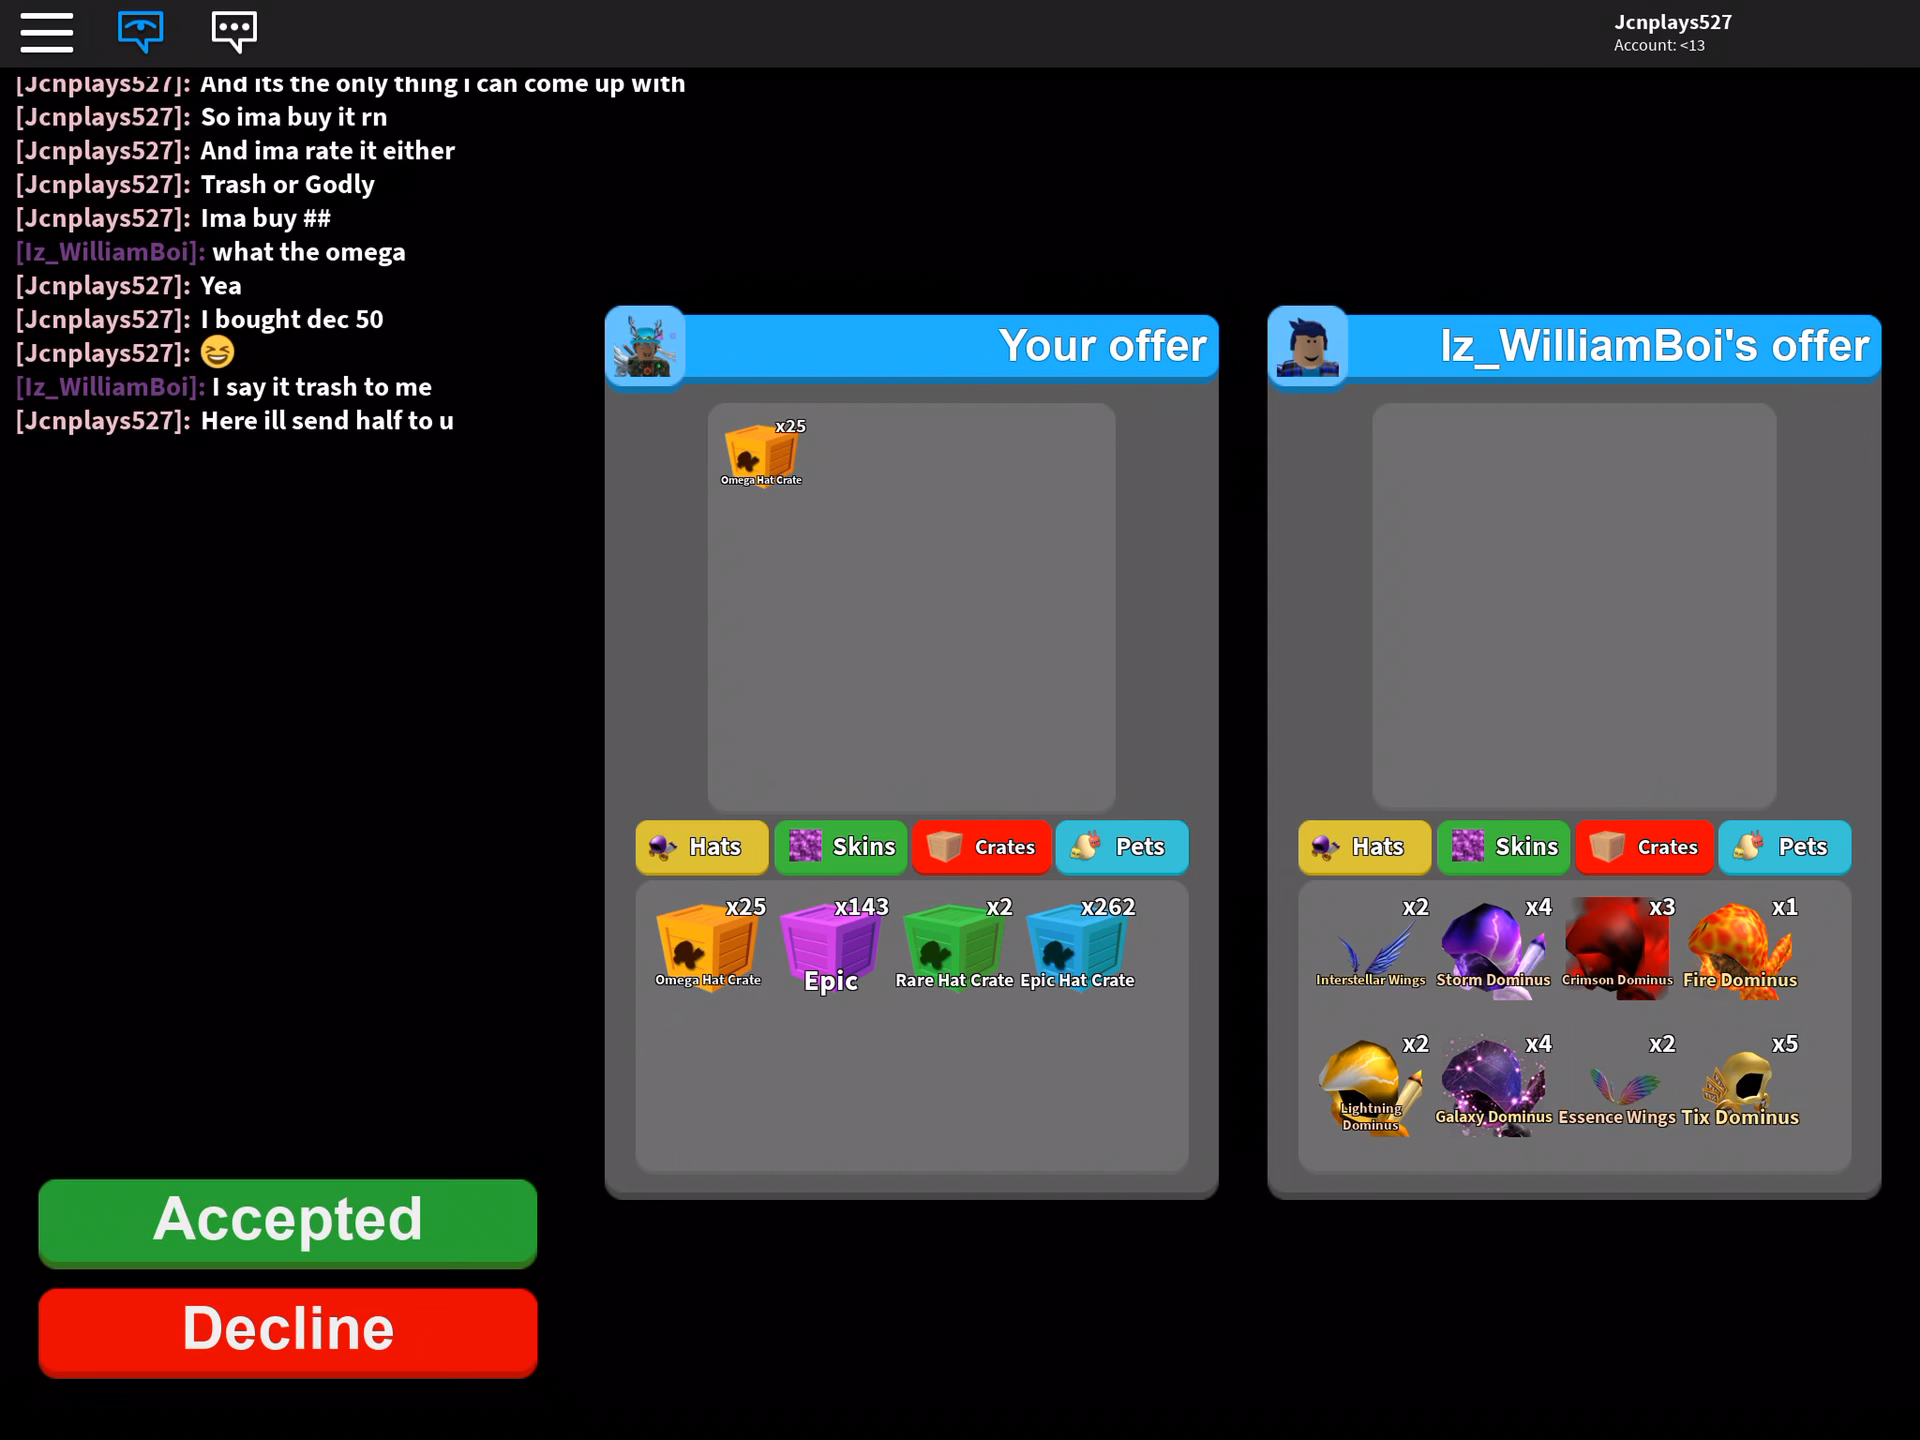 Jcnplays527
Account: <13
[Jcnplays527]: And its the only thing I can come up with
[Jcnplays527]: So ima buy it rn
[Jcnplays527]: And ima rate it either
[Jcnplays527]: Trash or Godly
[Jcnplays527]: Ima buy ##
[Iz_WilliamBoi]: what the omega
[Jcnplays527]: Yea
[Jcnplays527]: I bought dec 50
[Jcnplays527]: 😆
[Iz_WilliamBoi]: I say it trash to me
[Jcnplays527]: Here ill send half to u
Your offer
x25
Omega Hat Crate
Hats Skins Crates Pets
x25 x143 x2 x262
Omega Hat Crate Epic Rare Hat Crate Epic Hat Crate
Iz_WilliamBoi's offer
Hats Skins Crates Pets
x2 x4 x3 x1
Interstellar Wings Storm Dominus Crimson Dominus Fire Dominus
x2 x4 x2 x5
Lightning Dominus Galaxy Dominus Essence Wings Tix Dominus
Accepted
Decline